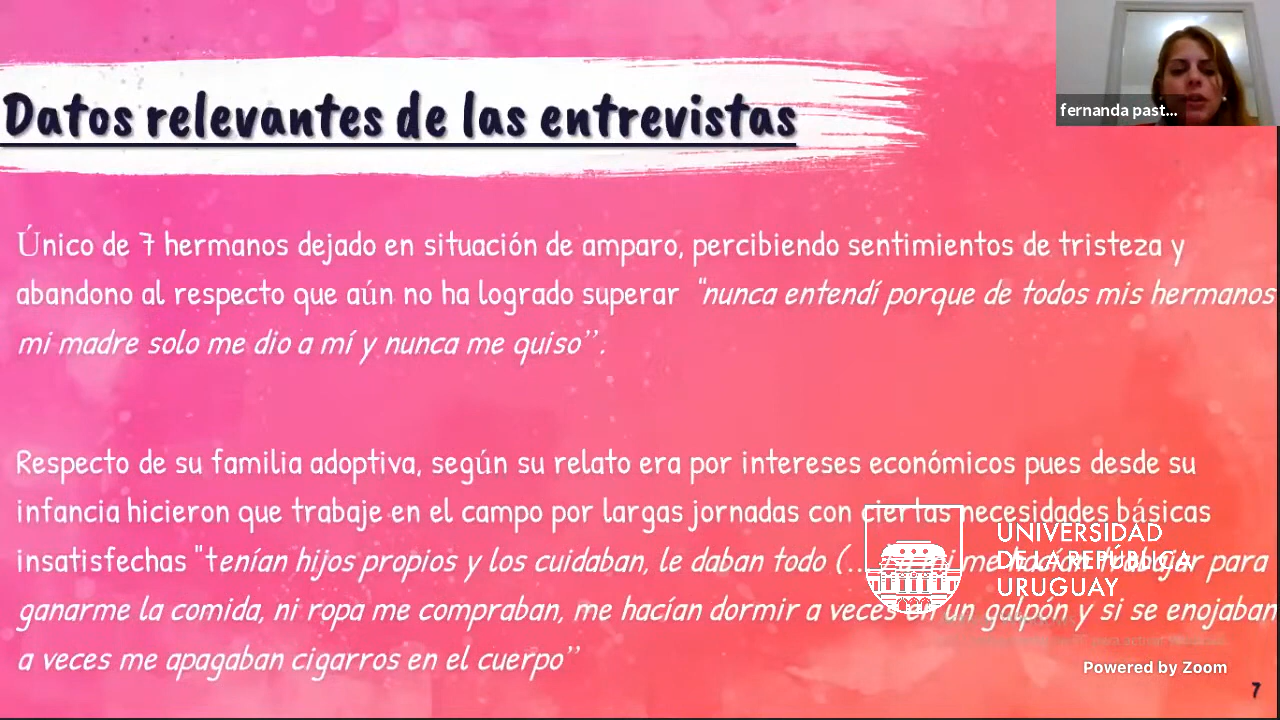 Datos relevantes de las entrevistas
fernanda past...
Único de 7 hermanos dejado en situación de amparo, percibiendo sentimientos de tristeza y
abandono al respecto que aún no ha logrado superar "nunca entendí porque de todos mis hermanos
mi madre solo me dio a mí y nunca me quiso’’.
Respecto de su familia adoptiva, según su relato era por intereses económicos pues desde su
infancia hicieron que trabaje en el campo por largas jornadas con ciertas necesidades básicas
insatisfechas "tenían hijos propios y los cuidaban, le daban todo (... me hacían trabajar para
ganarme la comida, ni ropa me compraban, me hacían dormir a veces en un galpón y si se enojaban
a veces me apagaban cigarros en el cuerpo’’
UNIVERSIDAD
DE LA REPÚBLICA
URUGUAY
Powered by Zoom
7